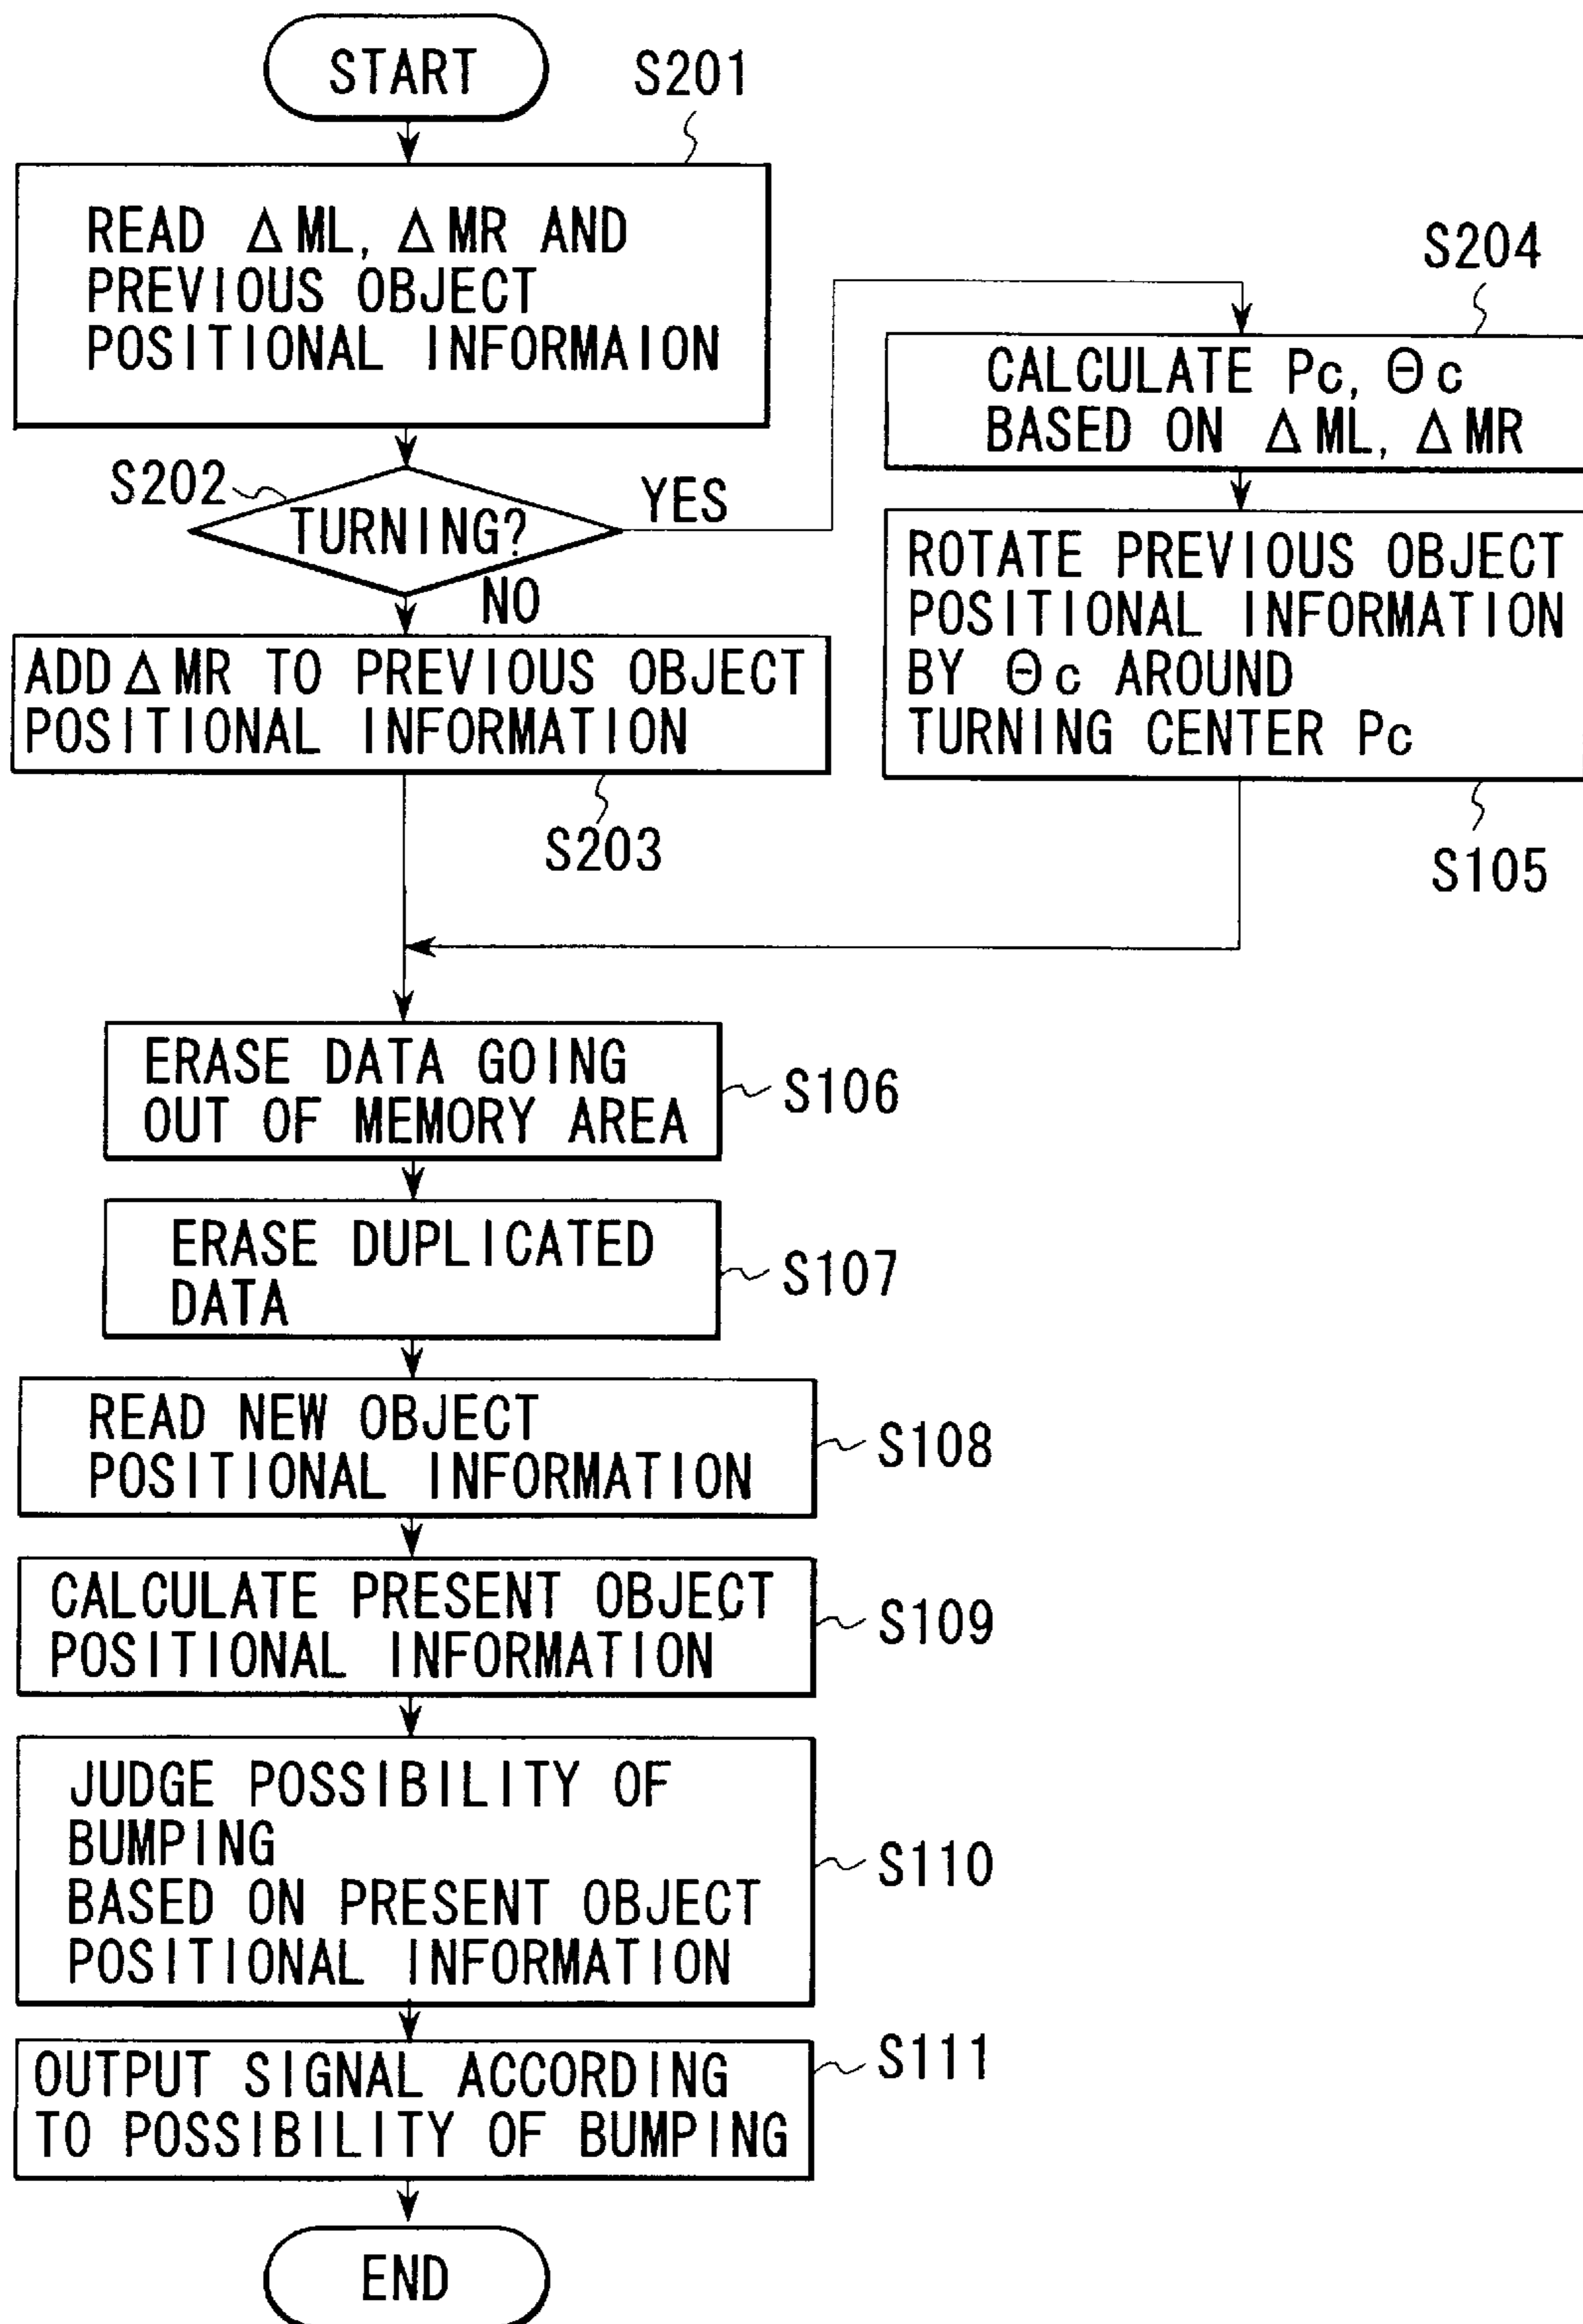 START
S201
READ ΔML, ΔMR AND
PREVIOUS OBJECT
POSITIONAL INFORMAION
S202
TURNING?
YES
NO
S204
CALCULATE Pc, Θc
BASED ON ΔML, ΔMR
ROTATE PREVIOUS OBJECT
POSITIONAL INFORMATION
BY Θc AROUND
TURNING CENTER Pc
S105
ADD ΔMR TO PREVIOUS OBJECT
POSITIONAL INFORMATION
S203
ERASE DATA GOING
OUT OF MEMORY AREA
S106
ERASE DUPLICATED
DATA
S107
READ NEW OBJECT
POSITIONAL INFORMATION
S108
CALCULATE PRESENT OBJECT
POSITIONAL INFORMATION
S109
JUDGE POSSIBILITY OF
BUMPING
BASED ON PRESENT OBJECT
POSITIONAL INFORMATION
S110
OUTPUT SIGNAL ACCORDING
TO POSSIBILITY OF BUMPING
S111
END